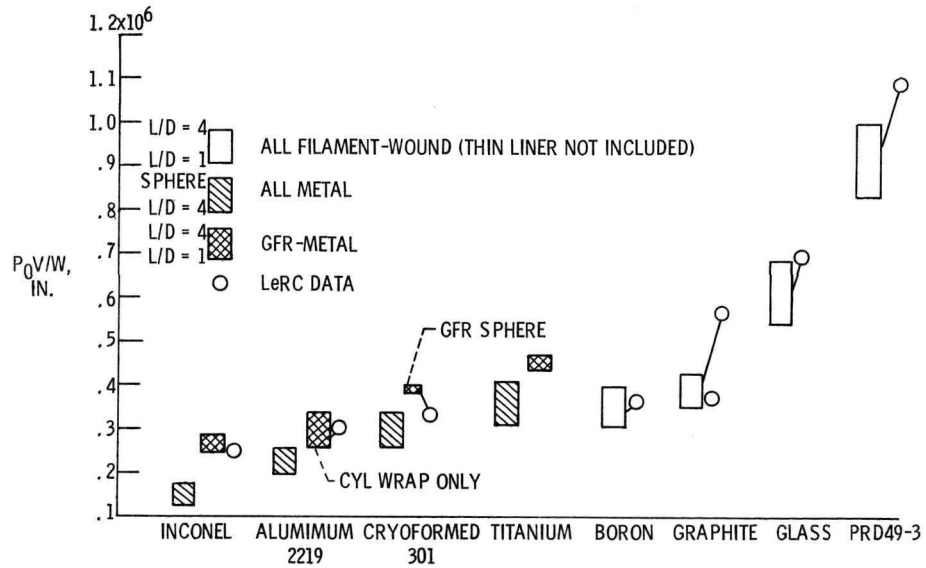 1.2x10⁶
1.1
1.0
.9
.8
.7
.6
.5
.4
.3
.2
.1
P₀V/W,
IN.
L/D = 4
L/D = 1
ALL FILAMENT-WOUND (THIN LINER NOT INCLUDED)
SPHERE
L/D = 4
ALL METAL
L/D = 4
L/D = 1
GFR-METAL
LeRC DATA
GFR SPHERE
CYL WRAP ONLY
INCONEL
ALUMIMUM
2219
CRYOFORMED
301
TITANIUM
BORON
GRAPHITE
GLASS
PRD49-3